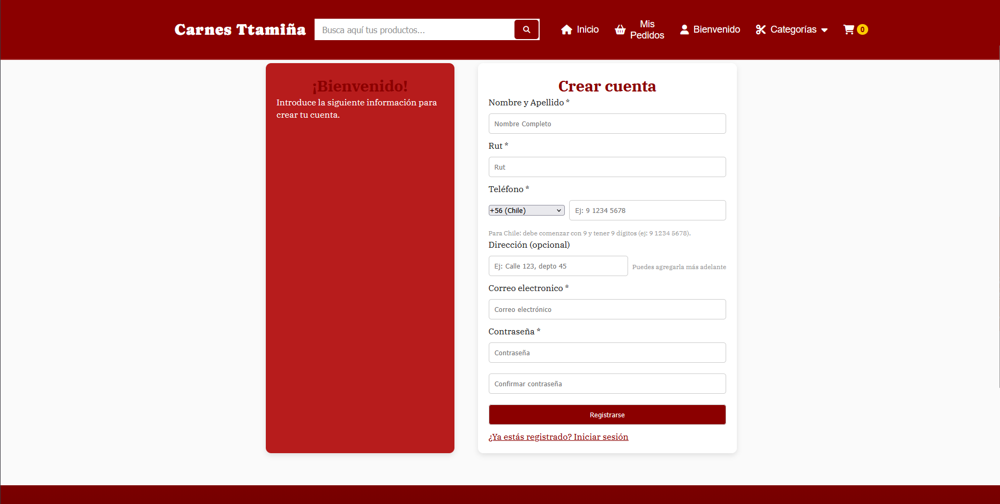 Carnes Ttamiña
Busca aquí tus productos...
Inicio
Mis
Pedidos
Bienvenido
Categorías
0
¡Bienvenido!
Introduce la siguiente información para
crear tu cuenta.
Crear cuenta
Nombre y Apellido *
Nombre Completo
Rut *
Rut
Teléfono *
+56 (Chile)
Ej: 9 1234 5678
Para Chile: debe comenzar con 9 y tener 9 dígitos (ej: 9 1234 5678).
Dirección (opcional)
Ej: Calle 123, depto 45
Puedes agregarla más adelante
Correo electronico *
Correo electrónico
Contraseña *
Contraseña
Confirmar contraseña
Registrarse
¿Ya estás registrado? Iniciar sesión